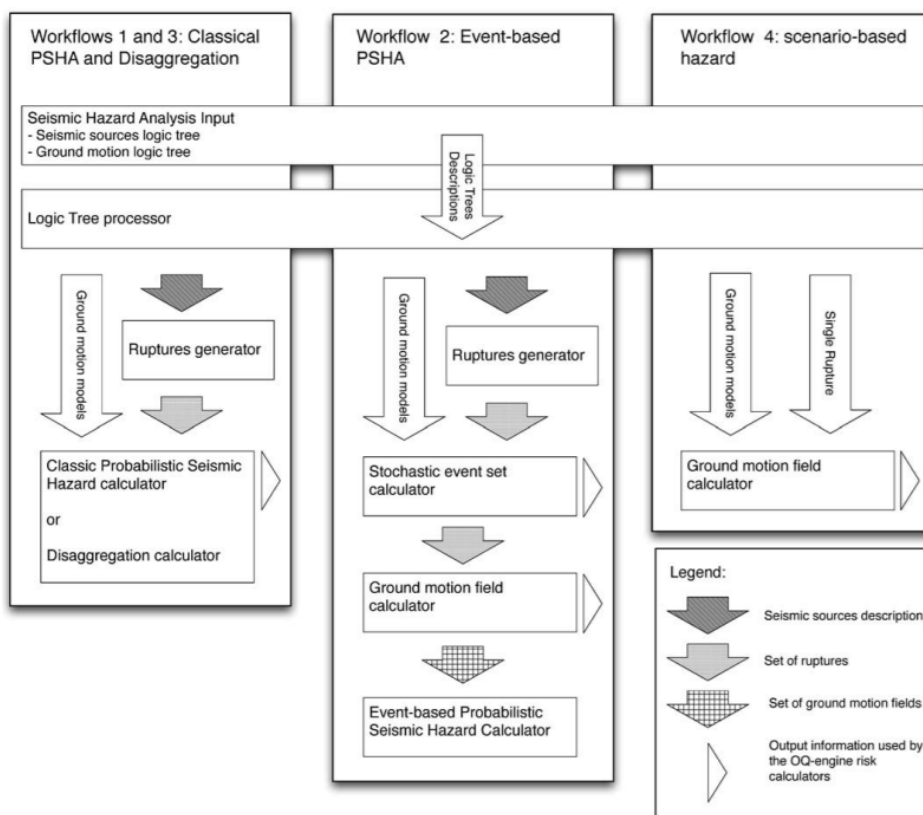 Workflows 1 and 3: Classical
PSHA and Disaggregation
Workflow  2: Event-based
PSHA
Workflow  4: scenario-based
hazard
Seismic Hazard Analysis Input
- Seismic sources logic tree
- Ground motion logic tree
Logic Trees
Descriptions
Logic Tree processor
Ground motion models
Ruptures generator
Classic Probabilistic Seismic
Hazard calculator
or
Disaggregation calculator
Ground motion models
Ruptures generator
Stochastic event set
calculator
Ground motion field
calculator
Event-based Probabilistic
Seismic Hazard Calculator
Ground motion models
Single Rupture
Ground motion field
calculator
Legend:
Seismic sources description
Set of ruptures
Set of ground motion fields
Output information used by
the OQ-engine risk
calculators